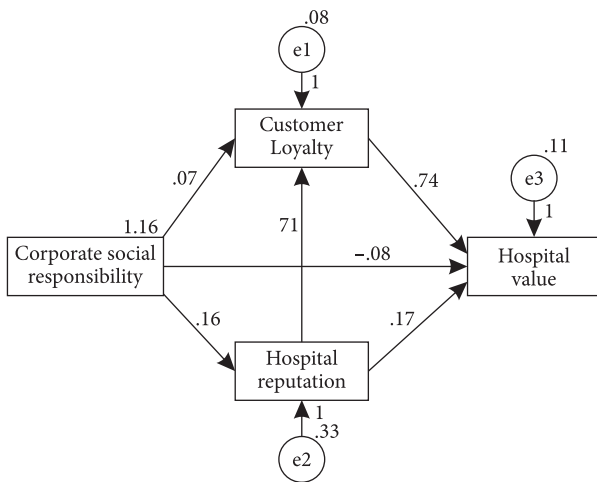 .08
e1
1
Customer
Loyalty
.11
e3
.07
.74
1
1.16
71
Corporate social
responsibility
–.08
Hospital
value
.16
.17
Hospital
reputation
1
.33
e2